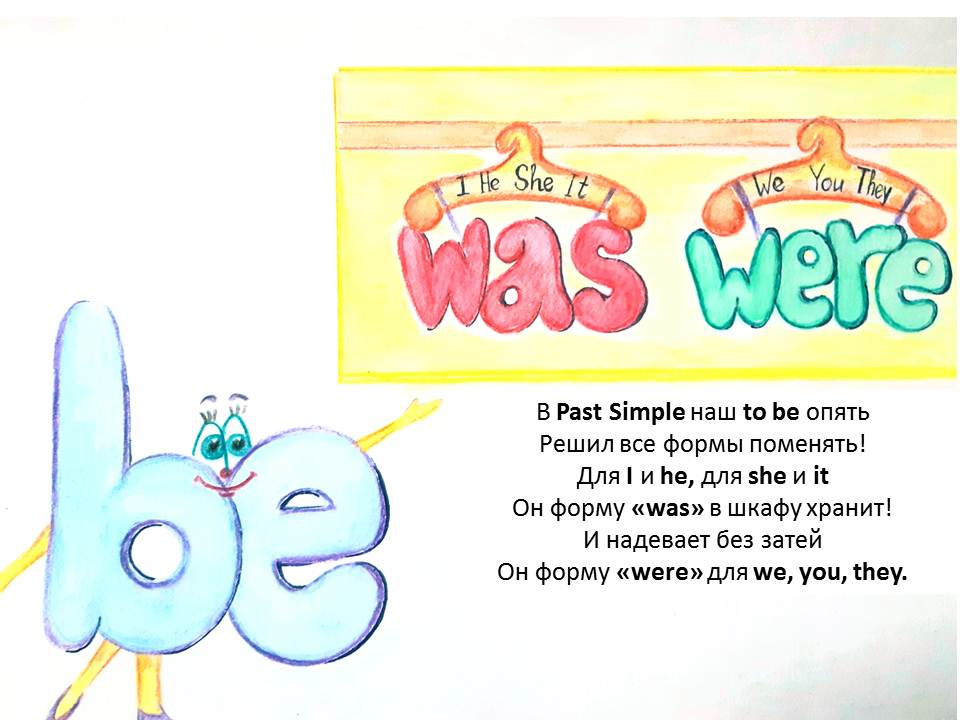 I He She It
We You They
was
were
be
В Past Simple наш to be опять
Решил все формы поменять!
Для I и he, для she и it
Он форму «was» в шкафу хранит!
И надевает без затей
Он форму «were» для we, you, they.